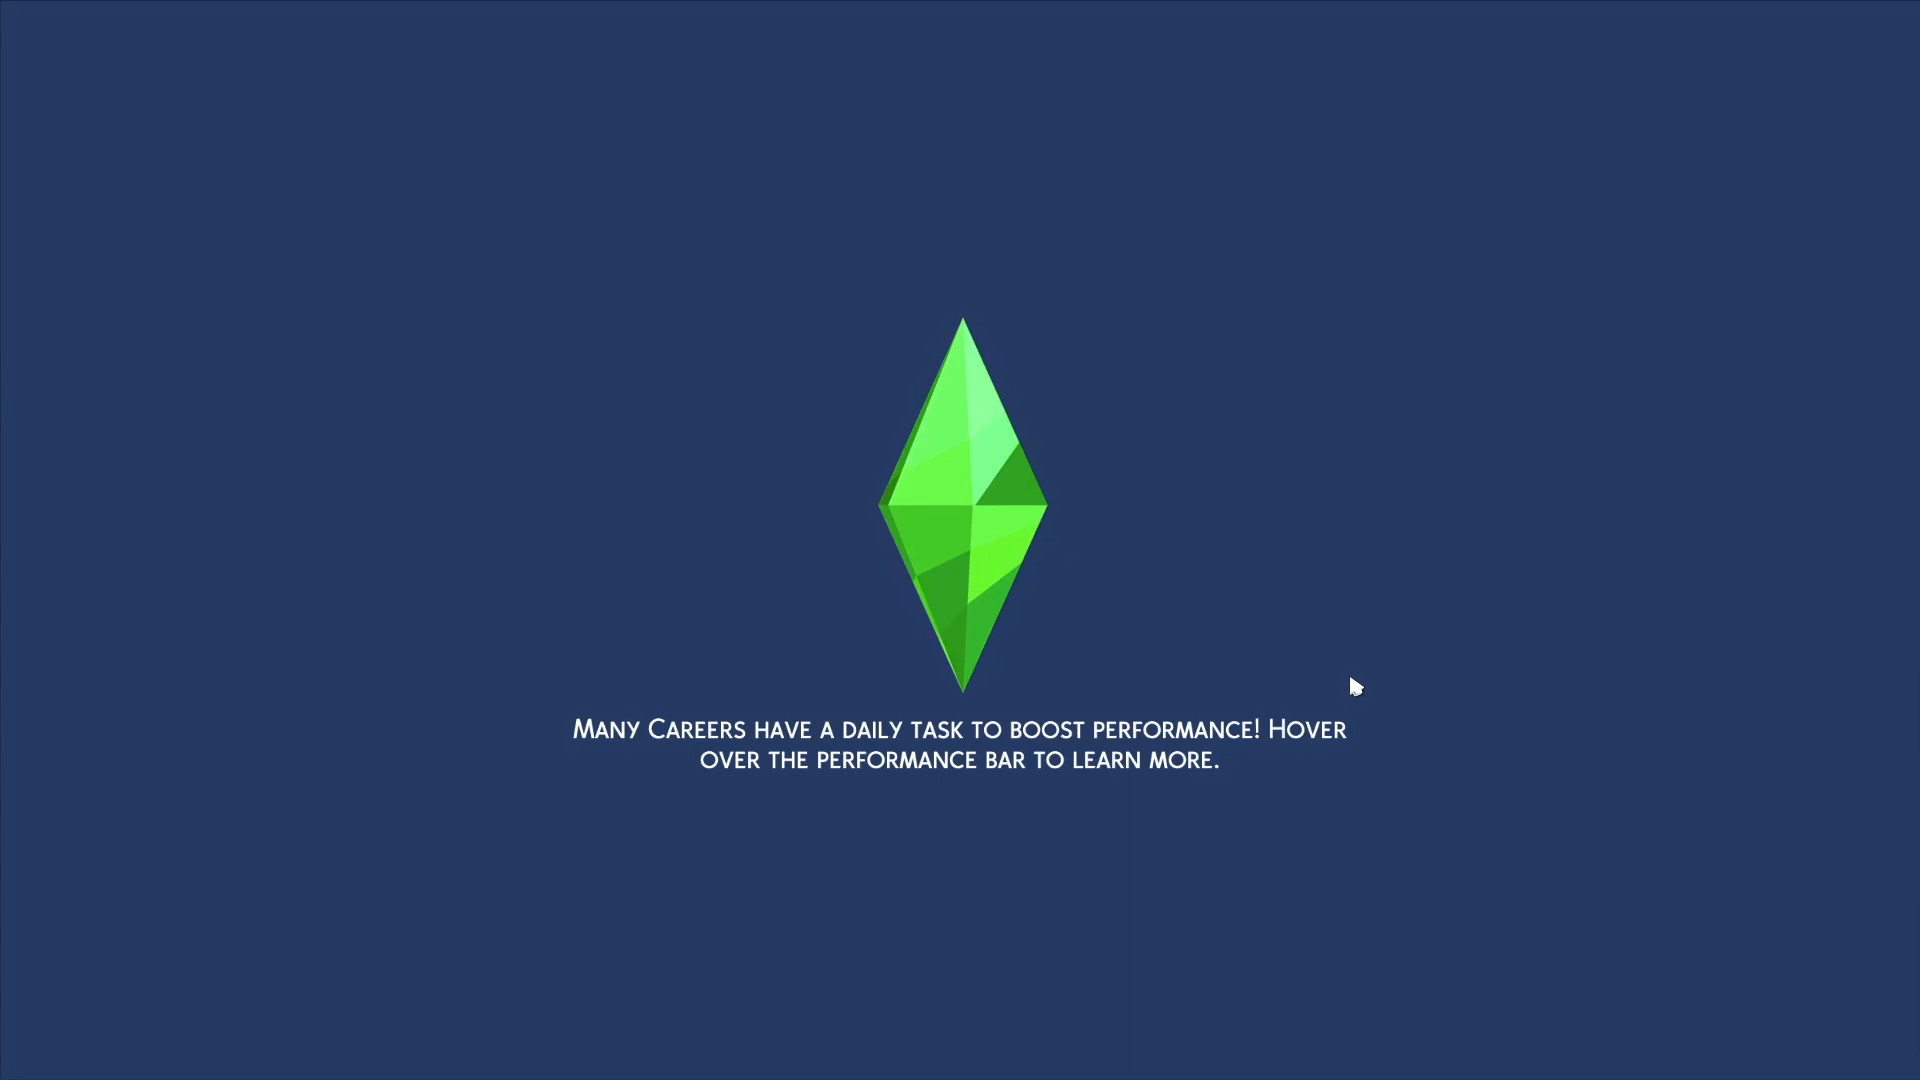 Many Careers have a daily task to boost performance! Hover
over the performance bar to learn more.